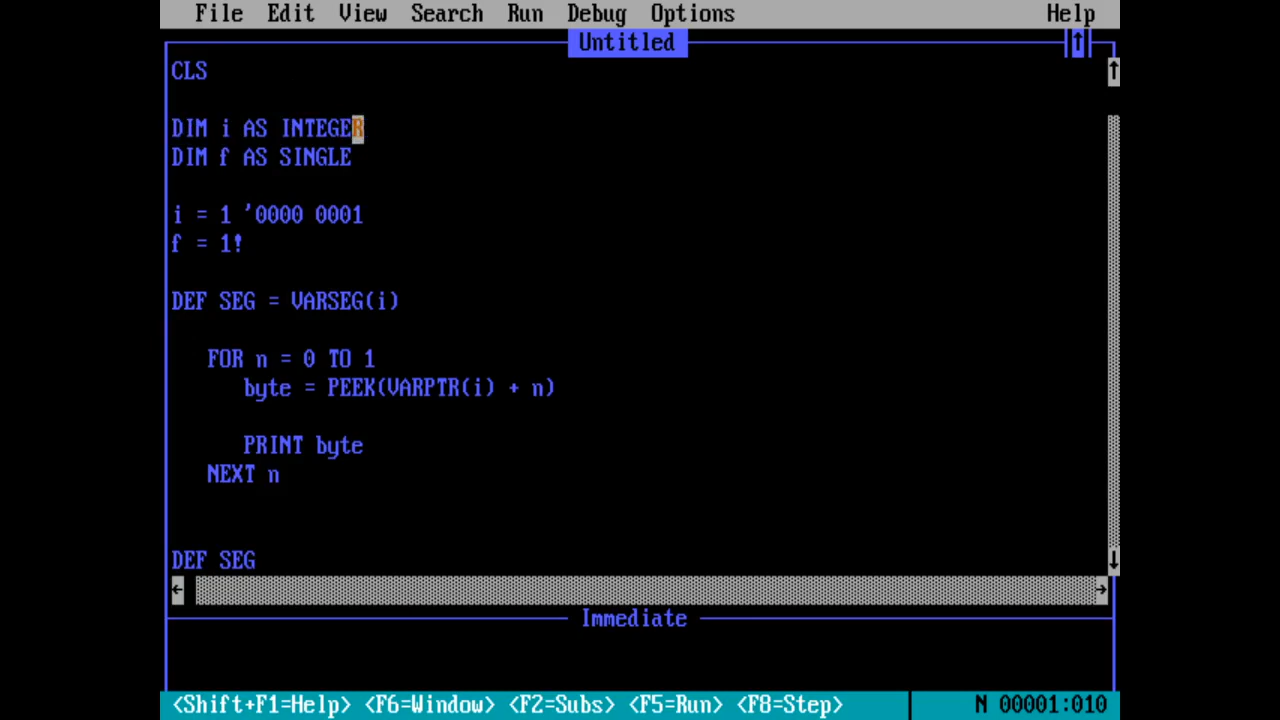 File Edit View Search Run Debug Options Help
Untitled
CLS
DIM i AS INTEGER
DIM f AS SINGLE
i = 1 '0000 0001
f = 1!
DEF SEG = VARSEG(i)
FOR n = 0 TO 1
byte = PEEK(VARPTR(i) + n)
PRINT byte
NEXT n
DEF SEG
Immediate
<Shift+F1=Help> <F6=Window> <F2=Subs> <F5=Run> <F8=Step> N 00001:010